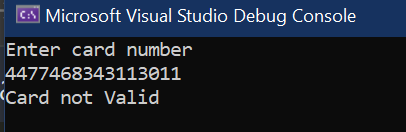 Microsoft Visual Studio Debug Console
Enter card number
4477468343113011
Card not Valid